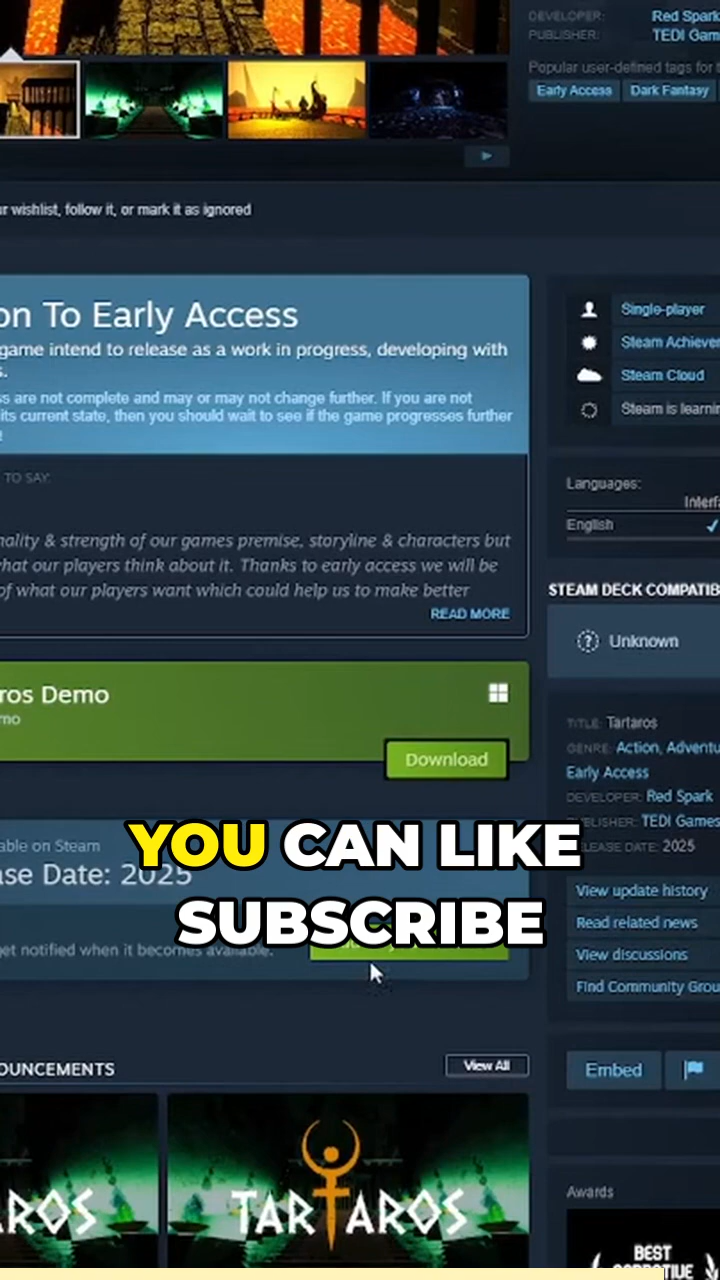 DEVELOPER: Red Spark
PUBLISHER: TEDI Gam
Popular user-defined tags for t
Early Access Dark Fantasy
ur wishlist, follow it, or mark it as ignored
on To Early Access
game intend to release as a work in progress, developing with
s.
ss are not complete and may or may not change further. If you are not
its current state, then you should wait to see if the game progresses further
TO SAY:
nality & strength of our games premise, storyline & characters but
what our players think about it. Thanks to early access we will be
of what our players want which could help us to make better
READ MORE
ros Demo
mo
Download
able on Steam
ase Date: 2025
get notified when it becomes available.
YOU CAN LIKE
SUBSCRIBE
OUNCEMENTS
View All
AROS
TARTAROS
Single-player
Steam Achieve
Steam Cloud
Steam is learnin
Languages:
Interf
English ✓
STEAM DECK COMPATIB
Unknown
TITLE: Tartaros
GENRE: Action, Adventu
Early Access
DEVELOPER: Red Spark
PUBLISHER: TEDI Games
RELEASE DATE: 2025
View update history
Read related news
View discussions
Find Community Grou
Embed
Awards
BEST